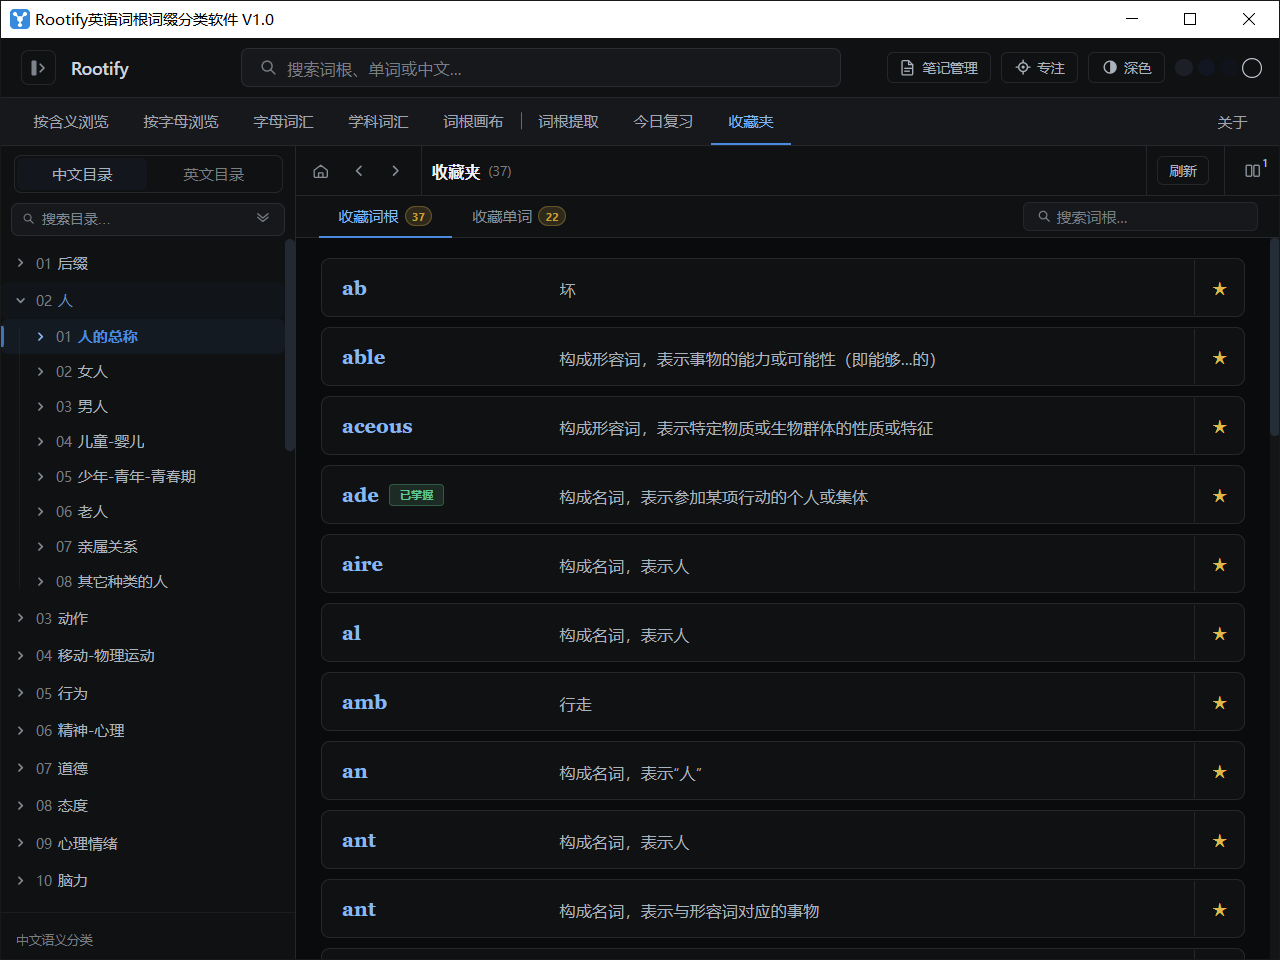 Rootify英语词根词缀分类软件 V1.0
Rootify
搜索词根、单词或中文...
笔记管理
专注
深色
按含义浏览
按字母浏览
字母词汇
学科词汇
词根画布
词根提取
今日复习
收藏夹
关于
中文目录
英文目录
搜索目录...
01 后缀
02 人
01 人的总称
02 女人
03 男人
04 儿童-婴儿
05 少年-青年-青春期
06 老人
07 亲属关系
08 其它种类的人
03 动作
04 移动-物理运动
05 行为
06 精神-心理
07 道德
08 态度
09 心理情绪
10 脑力
中文语义分类
收藏夹 (37)
刷新
1
收藏词根 37
收藏单词 22
搜索词根...
ab 坏
able 构成形容词，表示事物的能力或可能性（即能够...的）
aceous 构成形容词，表示特定物质或生物群体的性质或特征
ade 已掌握 构成名词，表示参加某项行动的个人或集体
aire 构成名词，表示人
al 构成名词，表示人
amb 行走
an 构成名词，表示“人”
ant 构成名词，表示人
ant 构成名词，表示与形容词对应的事物